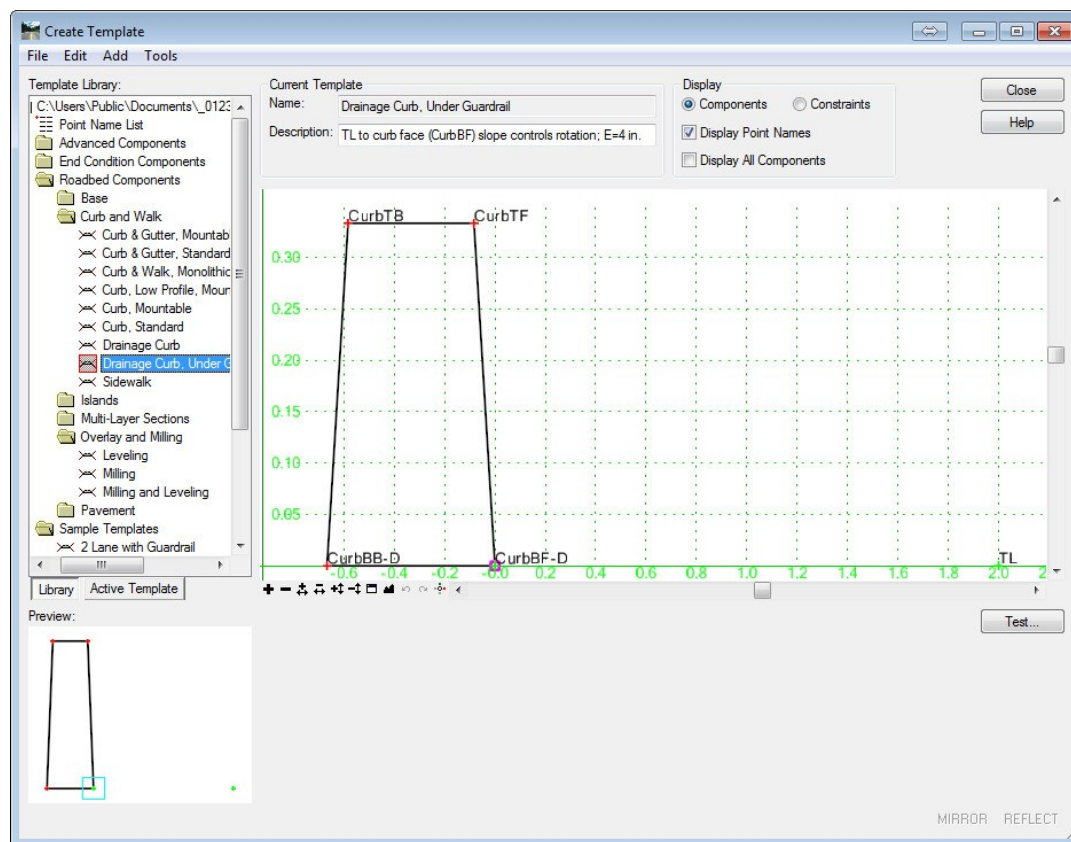 Create Template
File Edit Add Tools
Template Library:
C:\Users\Public\Documents\_0123
Point Name List
Advanced Components
End Condition Components
Roadbed Components
Base
Curb and Walk
Curb & Gutter, Mountab
Curb & Gutter, Standard
Curb & Walk, Monolithic
Curb, Low Profile, Moun
Curb, Mountable
Curb, Standard
Drainage Curb
Drainage Curb, Under G
Sidewalk
Islands
Multi-Layer Sections
Overlay and Milling
Leveling
Milling
Milling and Leveling
Pavement
Sample Templates
2 Lane with Guardrail
Library Active Template
Current Template
Name: Drainage Curb, Under Guardrail
Description: TL to curb face (CurbBF) slope controls rotation; E=4 in.
Display
Components Constraints
Display Point Names
Display All Components
Close
Help
CurbTB CurbTF
0.30
0.25
0.20
0.15
0.10
0.05
CurbBB-D CurbBF-D TL
-0.6 -0.4 -0.2 -0.0 0.2 0.4 0.6 0.8 1.0 1.2 1.4 1.6 1.8 2.0 2
Test...
Preview:
MIRROR REFLECT